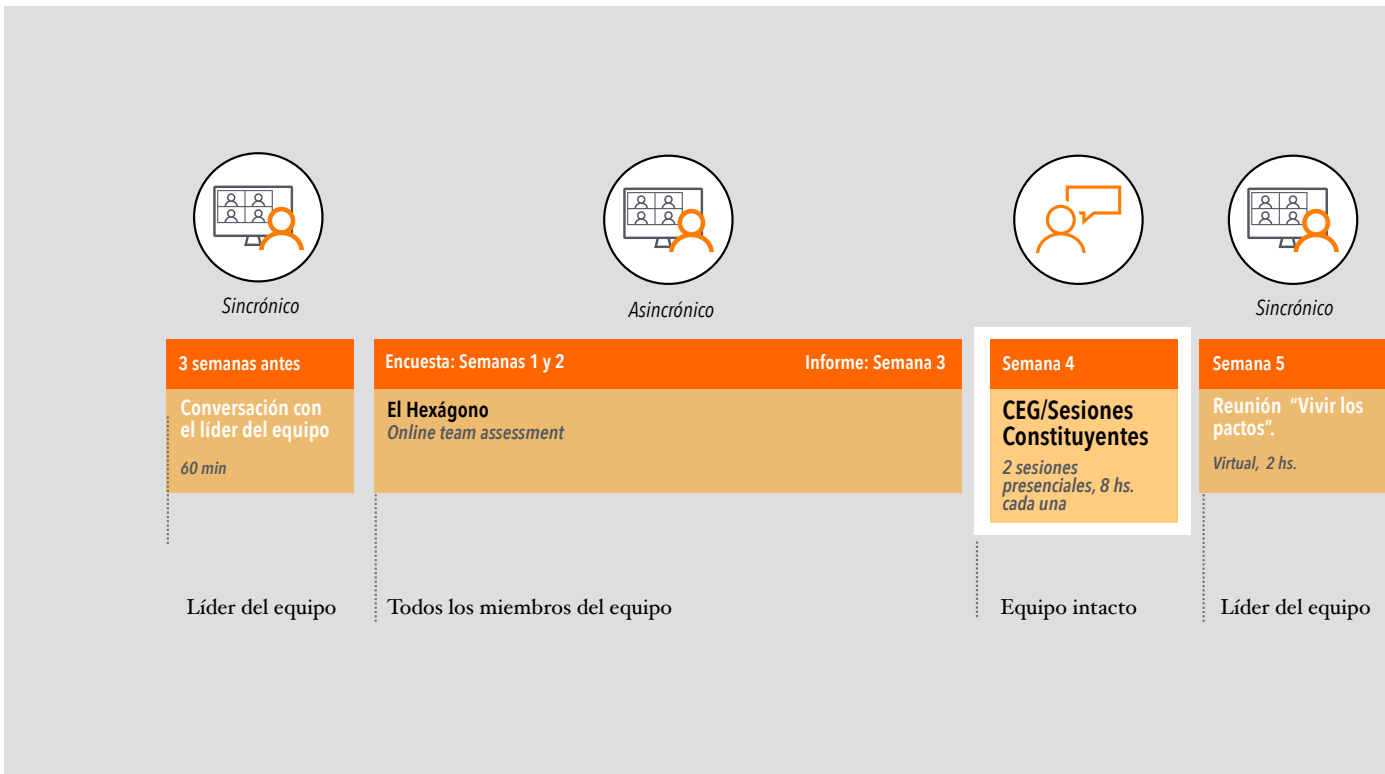 Sincrónico
Asincrónico
Sincrónico
3 semanas antes
Encuesta: Semanas 1 y 2
Informe: Semana 3
Semana 4
Semana 5
Conversación con
el líder del equipo
60 min
El Hexágono
Online team assessment
CEG/Sesiones
Constituyentes
2 sesiones
presenciales, 8 hs.
cada una
Reunión "Vivir los
pactos".
Virtual, 2 hs.
Líder del equipo
Todos los miembros del equipo
Equipo intacto
Líder del equipo